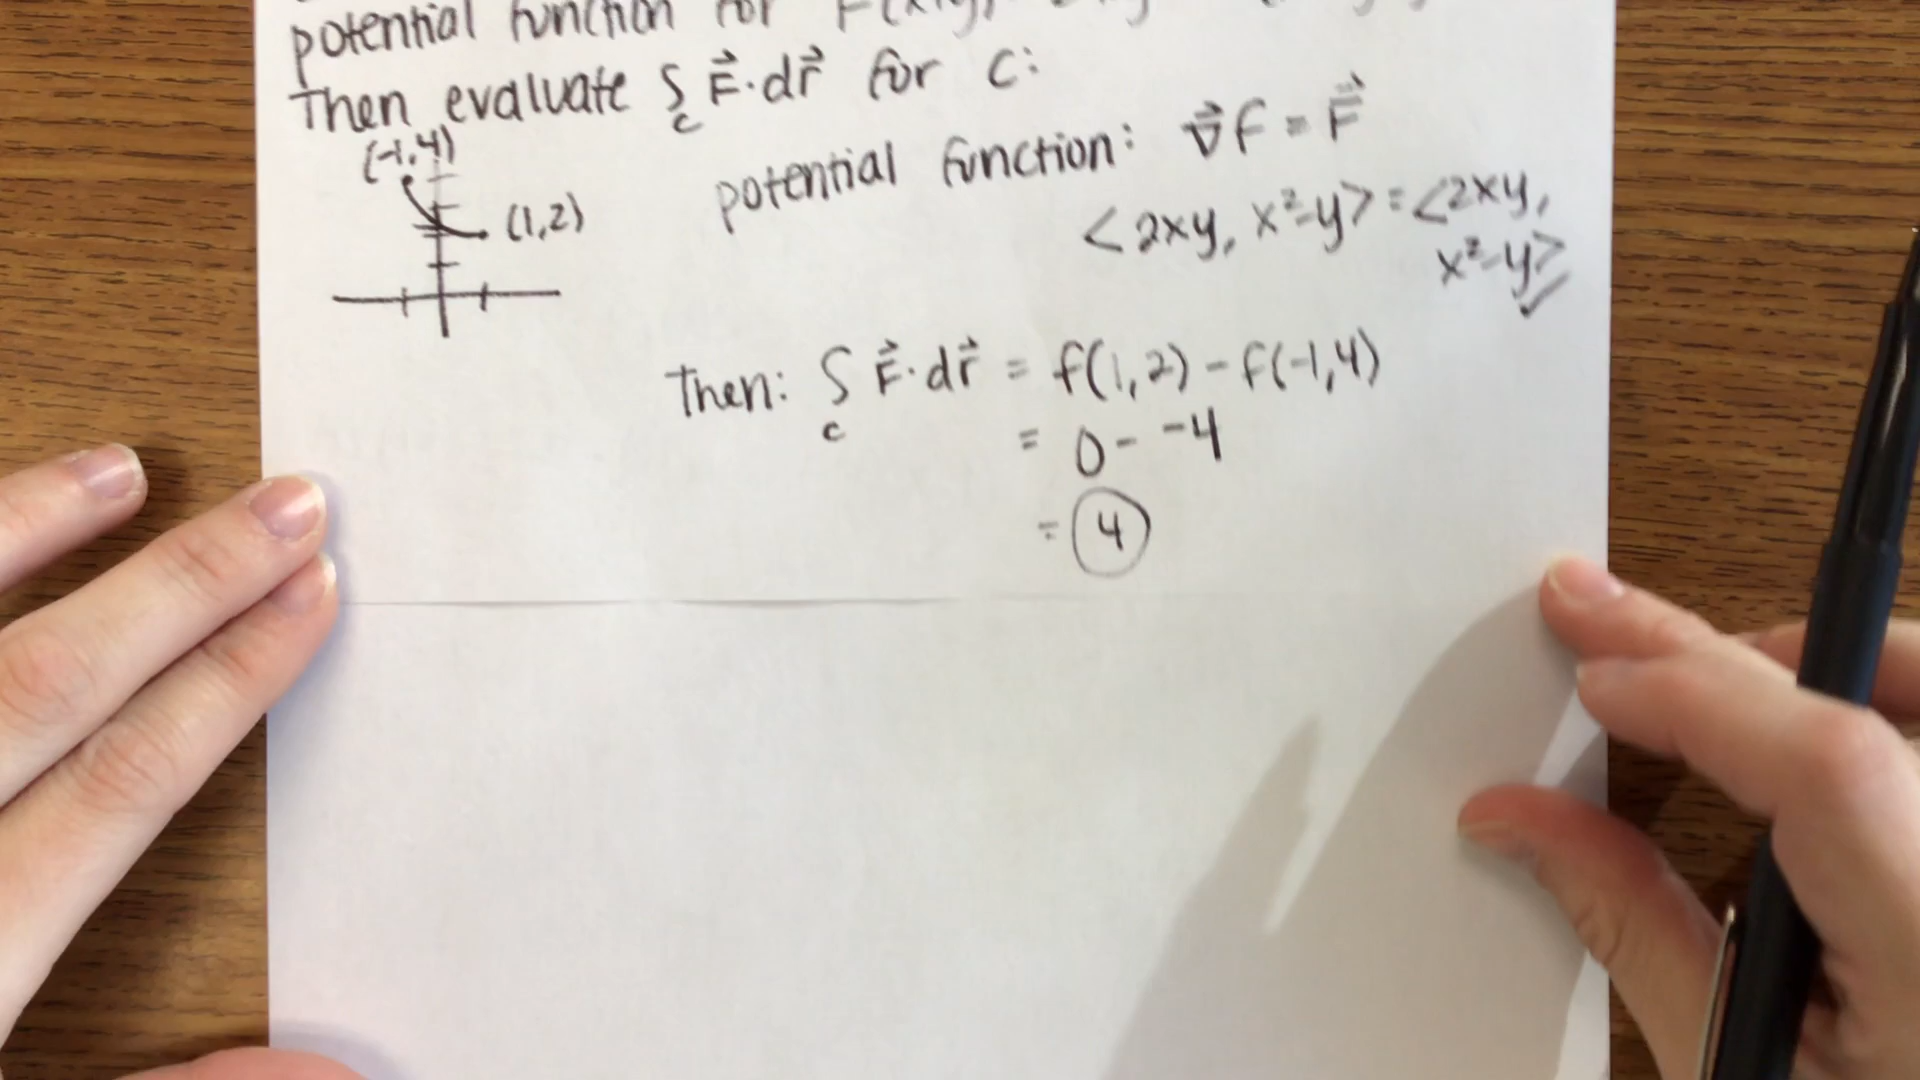 potential function for
Then evaluate ∫ F⃗·dr⃗ for C:
c
(-1,4)
potential function: ∇⃗f = F⃗
(1,2)
<2xy, x²-y> = <2xy,
x²-y>
✓
Then: ∫ F⃗·dr⃗ = f(1,2) - f(-1,4)
c
= 0 - -4
= 4